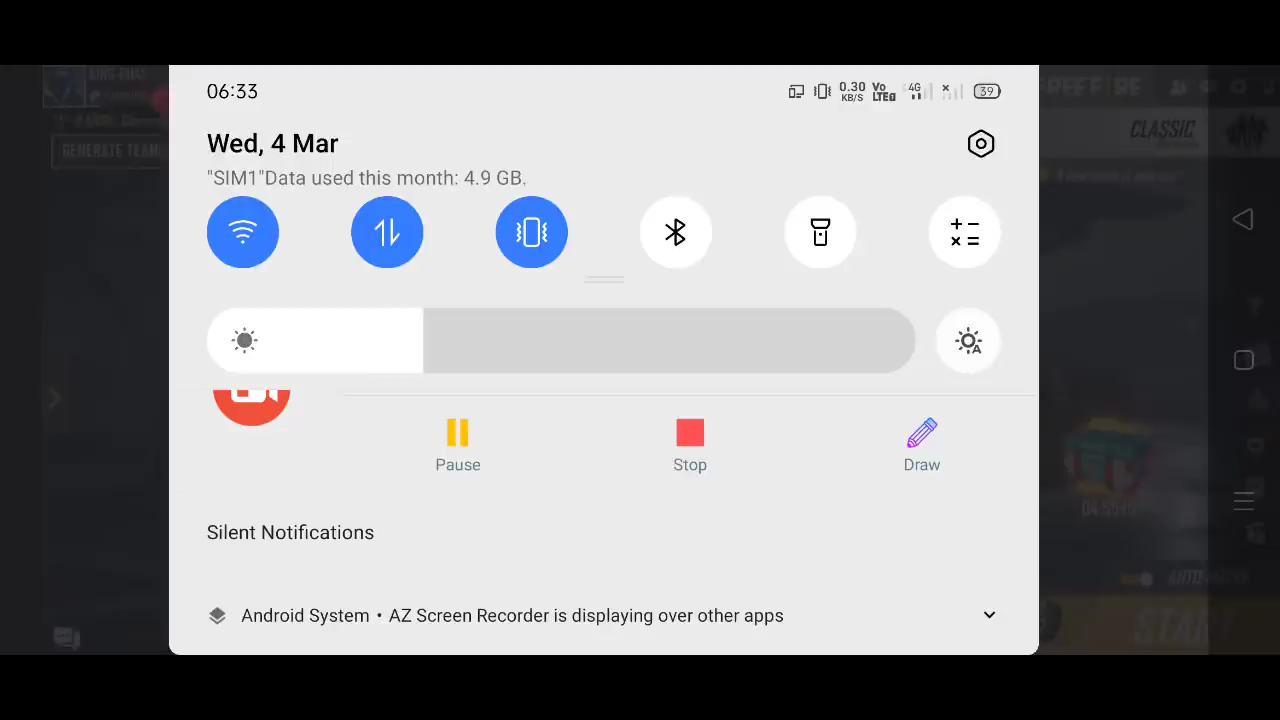 06:33
0.30 KB/S
Vo LTE
4G
39
Wed, 4 Mar
"SIM1"Data used this month: 4.9 GB.
A
Pause
Stop
Draw
Silent Notifications
Android System • AZ Screen Recorder is displaying over other apps
GENERATE TEAM
FREE FIRE
CLASSIC
START